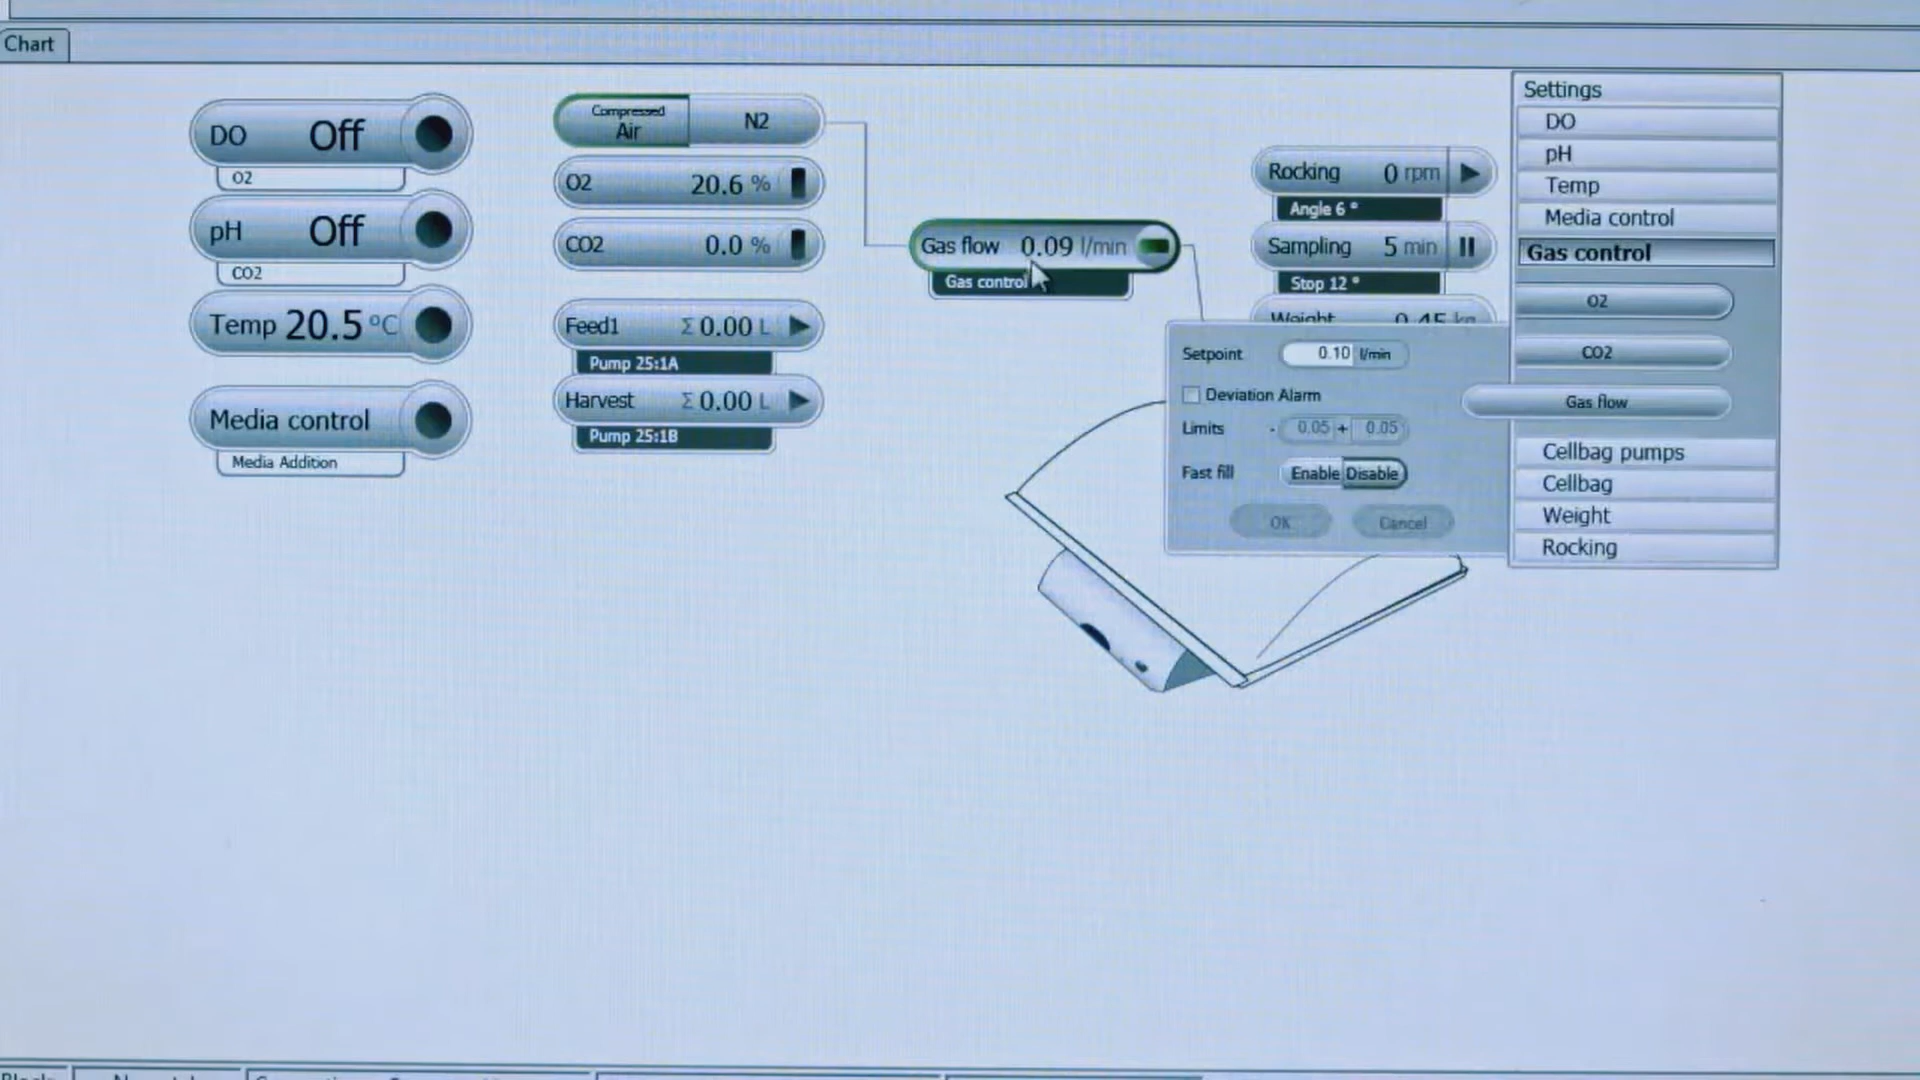 Chart
DO Off
O2
pH Off
CO2
Temp 20.5 °C
Media control
Media Addition
Compressed
Air
N2
O2 20.6 %
CO2 0.0 %
Feed1 Σ 0.00 L
Pump 25:1A
Harvest Σ 0.00 L
Pump 25:1B
Gas flow 0.09 l/min
Gas control
Rocking 0 rpm
Angle 6 °
Sampling 5 min
Stop 12 °
Weight 0.45 kg
Setpoint 0.10 l/min
Deviation Alarm
Limits - 0.05 + 0.05
Fast fill Enable Disable
OK Cancel
Settings
DO
pH
Temp
Media control
Gas control
O2
CO2
Gas flow
Cellbag pumps
Cellbag
Weight
Rocking